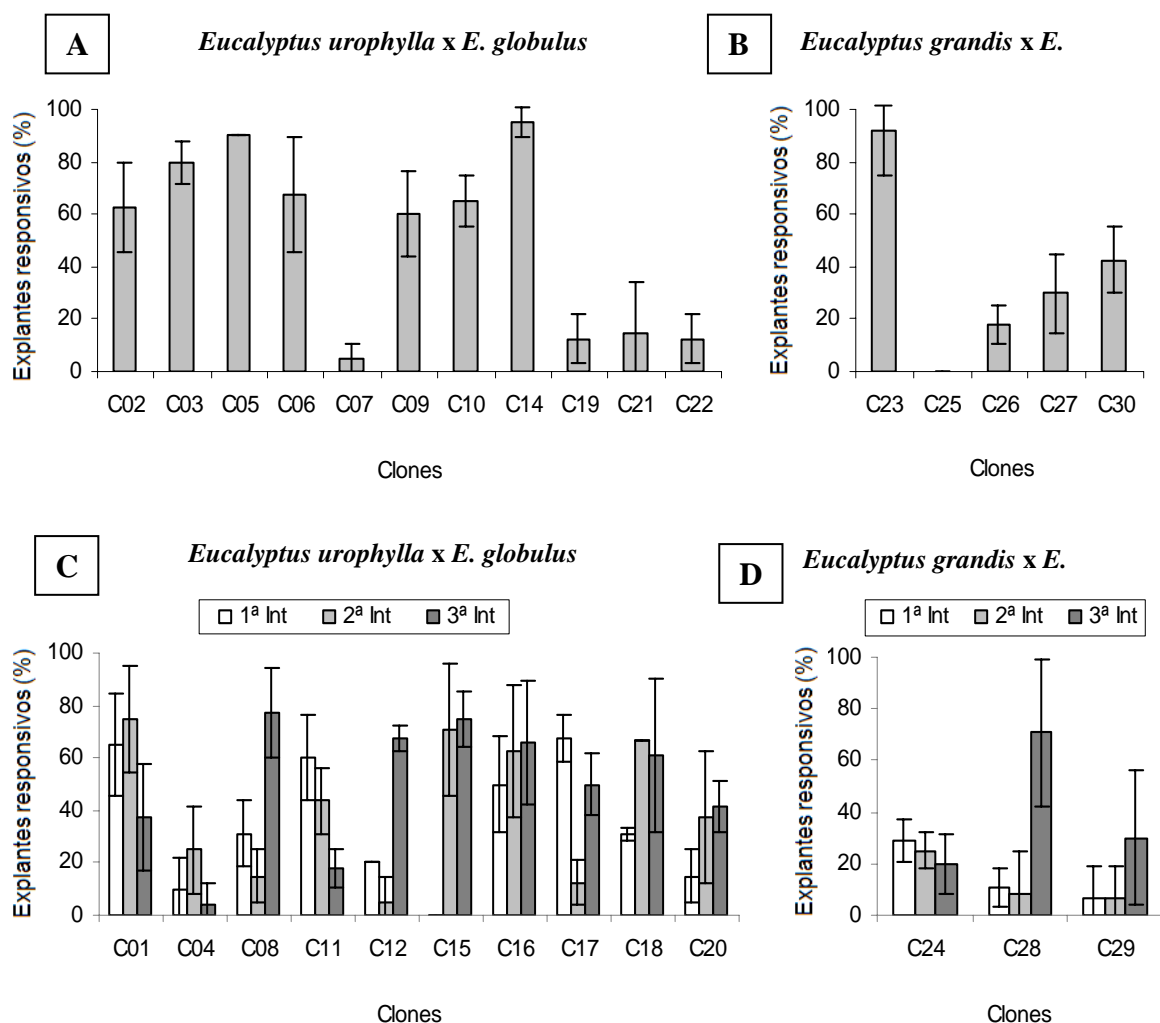 A
Eucalyptus urophylla x E. globulus
Explantes responsivos (%)
100
80
60
40
20
0
C02 C03 C05 C06 C07 C09 C10 C14 C19 C21 C22
Clones
B
Eucalyptus grandis x E.
Explantes responsivos (%)
100
80
60
40
20
0
C23 C25 C26 C27 C30
Clones
C
Eucalyptus urophylla x E. globulus
1ª Int 2ª Int 3ª Int
Explantes responsivos (%)
100
80
60
40
20
0
C01 C04 C08 C11 C12 C15 C16 C17 C18 C20
Clones
D
Eucalyptus grandis x E.
1ª Int 2ª Int 3ª Int
Explantes responsivos (%)
100
80
60
40
20
0
C24 C28 C29
Clones